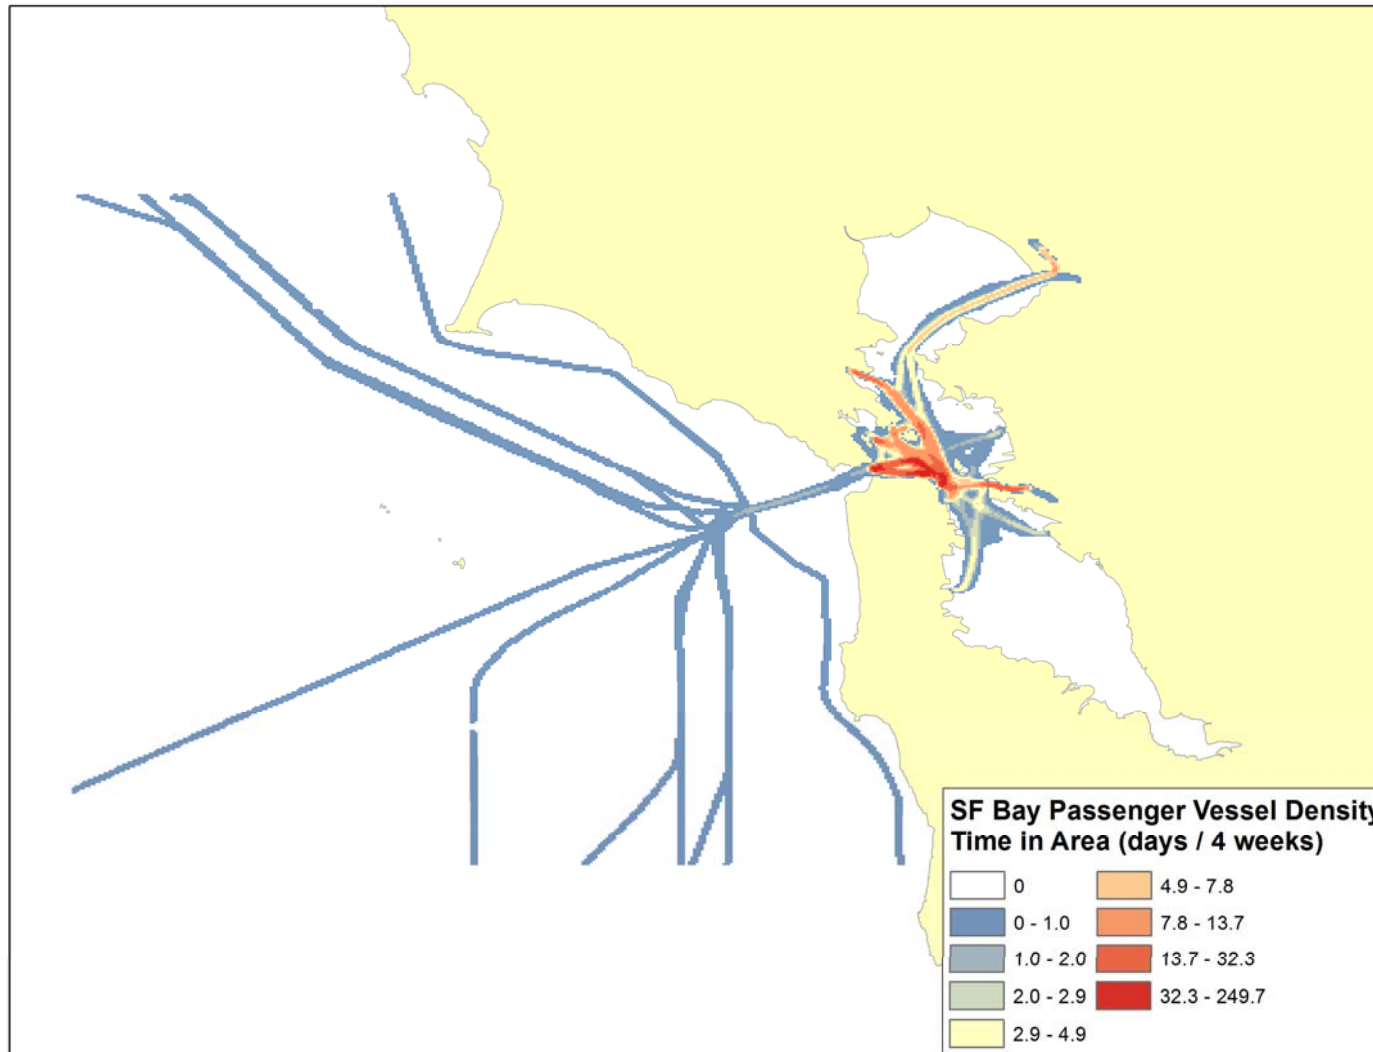 SF Bay Passenger Vessel Density
Time in Area (days / 4 weeks)
0
0 - 1.0
1.0 - 2.0
2.0 - 2.9
2.9 - 4.9
4.9 - 7.8
7.8 - 13.7
13.7 - 32.3
32.3 - 249.7